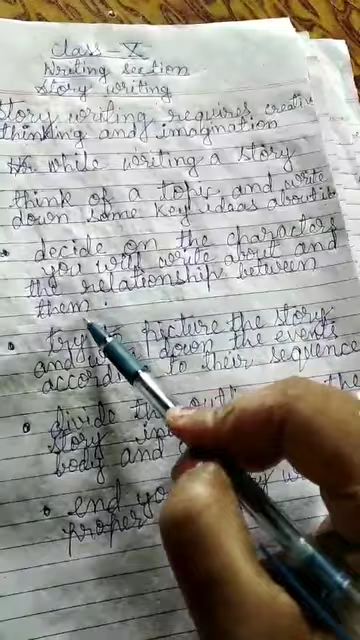 Class - X
Writing section
Story writing
Story writing requires creative
thinking and imagination
while writing a story
think of a topic and write
down some key ideas about it
decide on the characters
you will write about and
the relationship between
them.
try to picture the story
and down the events
to their sequence
divide the the
story
body and
end yo
proper